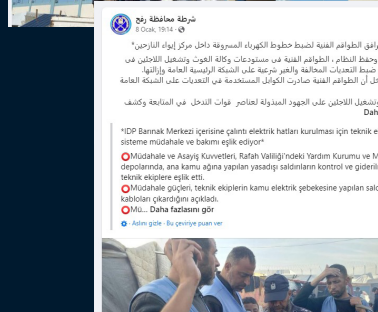 شرطة محافظة رفح
8 Ocak, 19:14 ·
رافق الطواقم الفنية لضبط خطوط الكهرباء المسروقة داخل مركز إيواء النازحين*
وحفظ النظام ، الطواقم الفنية في مستودعات وكالة الغوث وتشغيل اللاجئين في
ضبط التعديات المخالفة والغير شرعية على الشبكة الرئيسية العامة وإزالتها.
أن الطواقم الفنية صادرت الكوابل المستخدمة في التعديات على الشبكة العامة
وتشغيل اللاجئين على الجهود المبذولة لعناصر قوات التدخل في المتابعة وكشف
Dah
*IDP Barınak Merkezi içerisine çalıntı elektrik hatları kurulması için teknik e
sisteme müdahale ve bakımı eşlik ediyor*
⭕Müdahale ve Asayiş Kuvvetleri, Rafah Valiliği'ndeki Yardım Kurumu ve M
depolarında, ana kamu ağına yapılan yasadışı saldırıların kontrol ve gideril
teknik ekiplere eşlik etti.
⭕Müdahale güçleri, teknik ekiplerin kamu elektrik şebekesine yapılan sald
kabloları çıkardığını açıkladı.
⭕Mü... Daha fazlasını gör
· Aslını gizle · Bu çeviriye puan ver